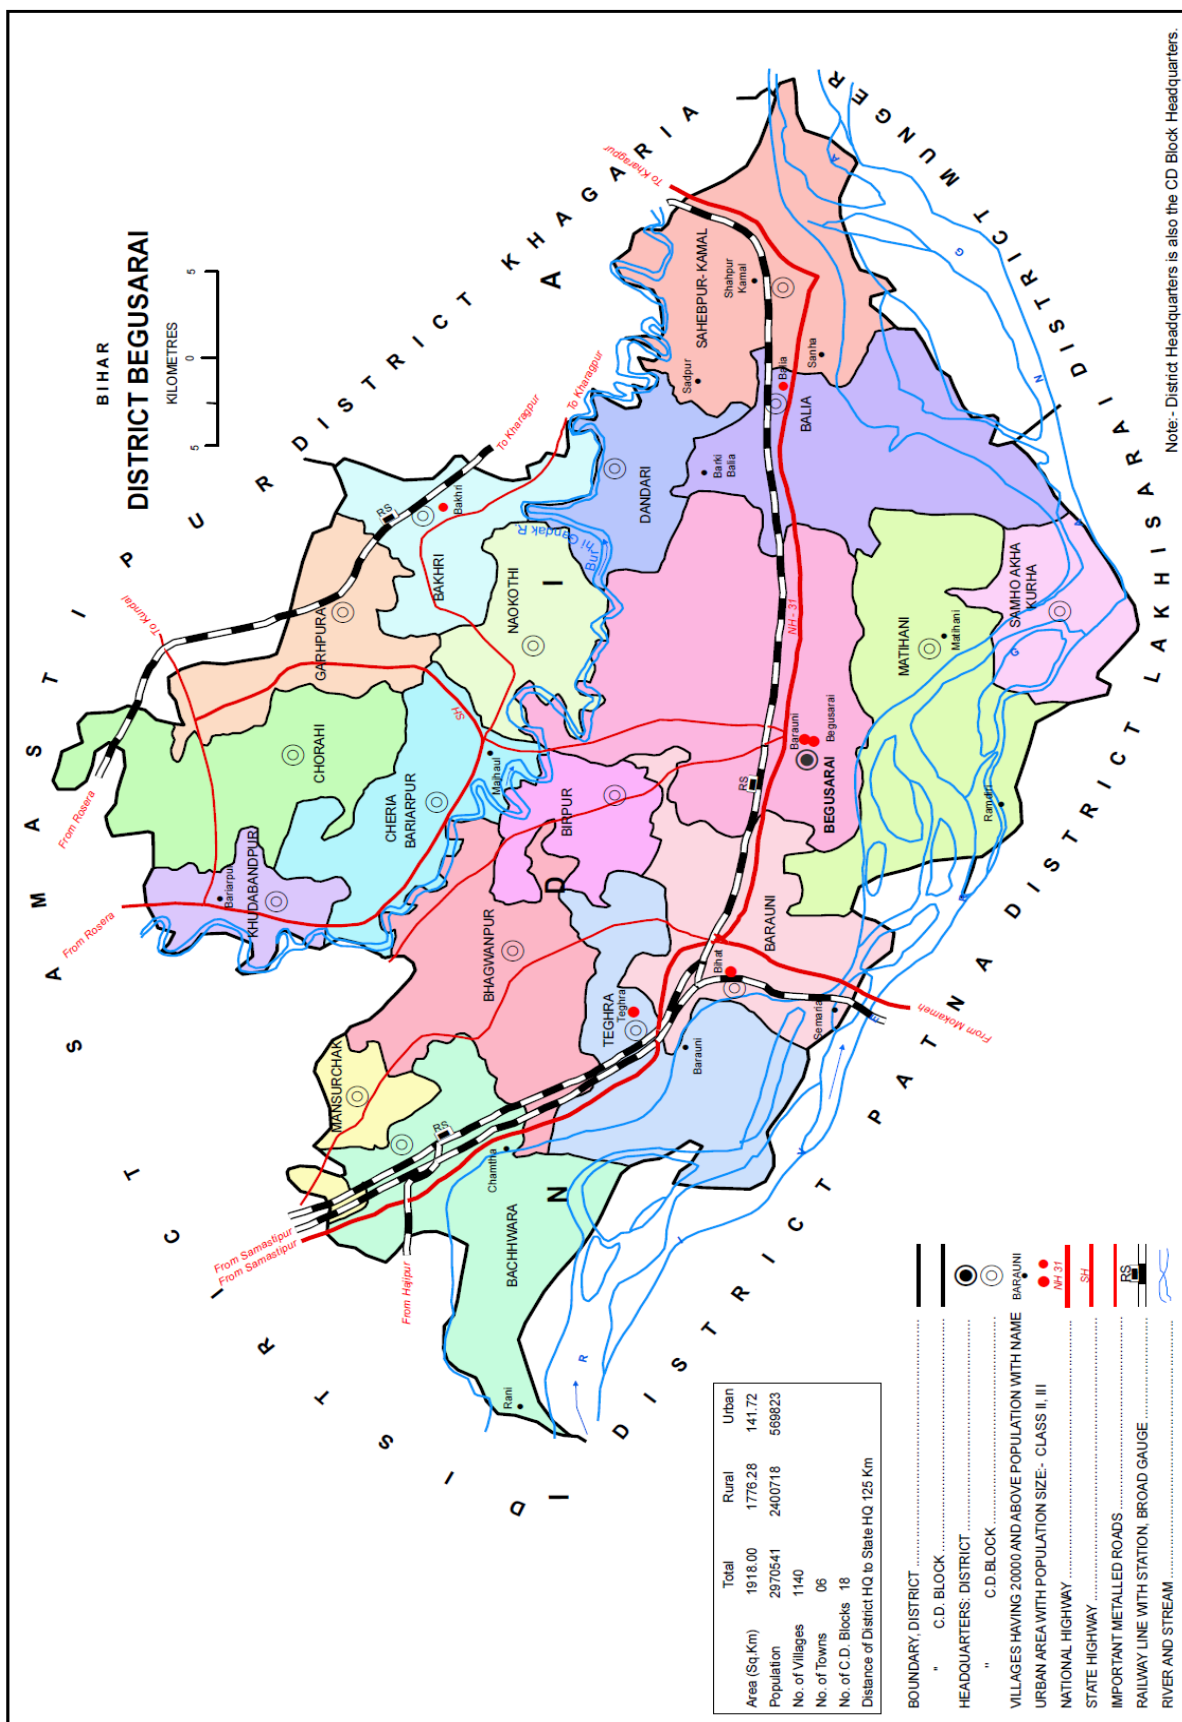 BIHAR
DISTRICT BEGUSARAI
KILOMETRES
5 0 5
DISTRICT SAMASTIPUR
DISTRICT KHAGARIA
DISTRICT MUNGER
DISTRICT LAKHISARAI
DISTRICT PATNA
INDIA
From Rosera
From Rosera
To Kundal
To Kharagpur
To Kharagpur
To Kharagpur
From Samastipur
From Samastipur
From Hajipur
From Mokameh
KHUDABANDPUR
Bariarpur
CHORAHI
GARHPURA
BAKHRI
Bakhri
RS
CHERIA
BARIARPUR
SH
Majhaul
NAOKOTHI
Burhi Gandak R.
MANSURCHAK
BHAGWANPUR
BIRPUR
DANDARI
SAHEBPUR-KAMAL
Sadpur
Shahpur
Kamal
Sanha
Balia
BALIA
Barki
Balia
RS
Chamtha
BACHHWARA
Rani
TEGHRA
Teghra
Barauni
Bihat
BARAUNI
Semaria
RS
Barauni
Begusarai
BEGUSARAI
NH - 31
MATIHANI
Matihani
Ramdiri
SAMHO AKHA
KURHA
R I V E R
G A N G A
Total Rural Urban
Area (Sq.Km) 1918.00 1776.28 141.72
Population 2970541 2400718 569823
No. of Villages 1140
No. of Towns 06
No. of C.D. Blocks 18
Distance of District HQ to State HQ 125 Km
BOUNDARY, DISTRICT
" C.D. BLOCK
HEADQUARTERS: DISTRICT
" C.D.BLOCK
VILLAGES HAVING 20000 AND ABOVE POPULATION WITH NAME BARAUNI
URBAN AREA WITH POPULATION SIZE:- CLASS II, III
NATIONAL HIGHWAY NH 31
STATE HIGHWAY SH
IMPORTANT METALLED ROADS
RAILWAY LINE WITH STATION, BROAD GAUGE RS
RIVER AND STREAM
Note:- District Headquarters is also the CD Block Headquarters.